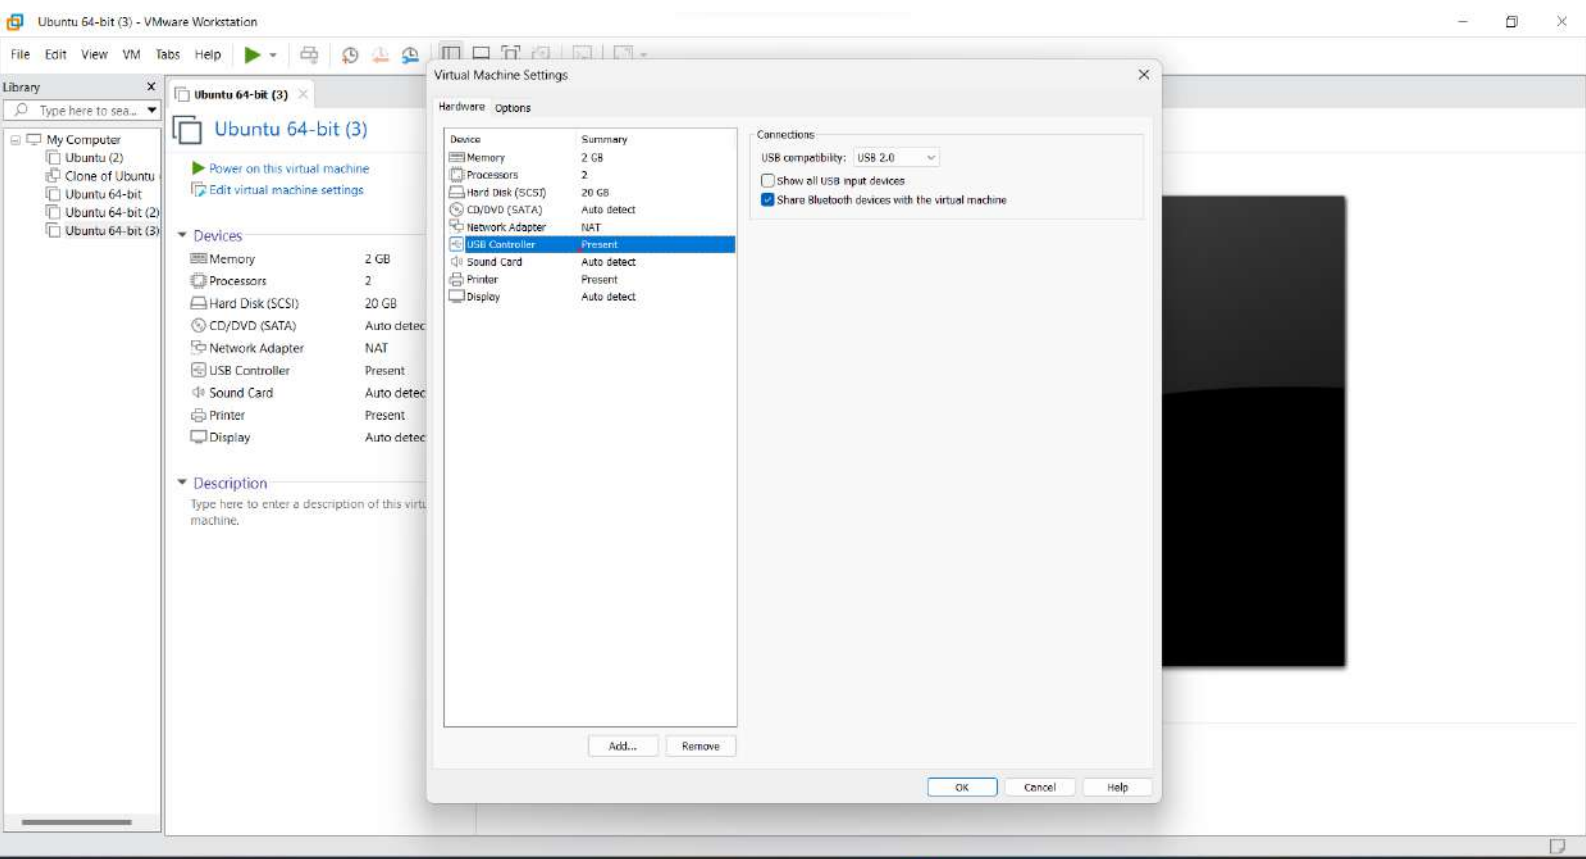 Ubuntu 64-bit (3) - VMware Workstation
File Edit View VM Tabs Help
Library
Type here to sea...
My Computer
Ubuntu (2)
Clone of Ubuntu
Ubuntu 64-bit
Ubuntu 64-bit (2)
Ubuntu 64-bit (3)
Ubuntu 64-bit (3)
Ubuntu 64-bit (3)
Power on this virtual machine
Edit virtual machine settings
Devices
Memory 2 GB
Processors 2
Hard Disk (SCSI) 20 GB
CD/DVD (SATA) Auto detec
Network Adapter NAT
USB Controller Present
Sound Card Auto detec
Printer Present
Display Auto detec
Description
Type here to enter a description of this virtu
machine.
Virtual Machine Settings
Hardware Options
Device Summary
Memory 2 GB
Processors 2
Hard Disk (SCSI) 20 GB
CD/DVD (SATA) Auto detect
Network Adapter NAT
USB Controller Present
Sound Card Auto detect
Printer Present
Display Auto detect
Add... Remove
Connections
USB compatibility: USB 2.0
Show all USB input devices
Share Bluetooth devices with the virtual machine
OK Cancel Help